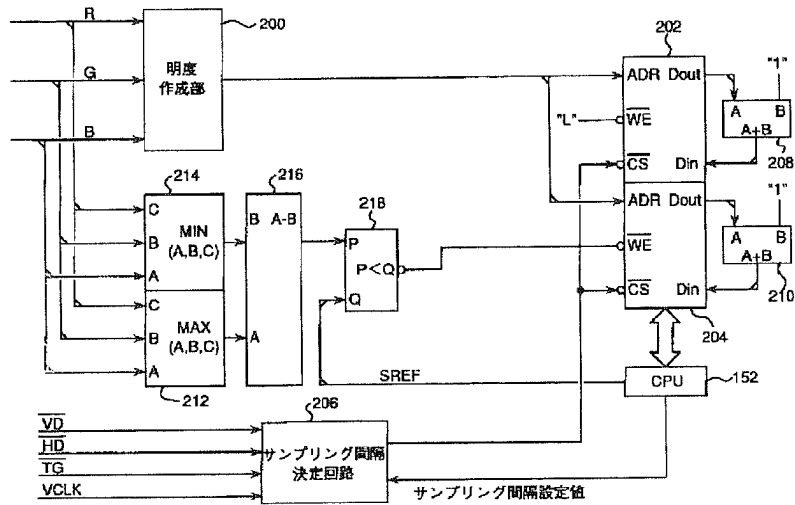 R
200
G
明度
作成部
B
202
"1"
ADR Dout
A B
A+B
208
"L"
WE
CS Din
214
C
MIN
(A,B,C)
B
A
216
B A-B
A
218
P
P<Q
Q
ADR Dout
"1"
A B
A+B
210
WE
CS Din
204
C
MAX
(A,B,C)
B
A
212
SREF
CPU
152
206
VD
HD
TG
VCLK
サンプリング間隔
決定回路
サンプリング間隔設定値